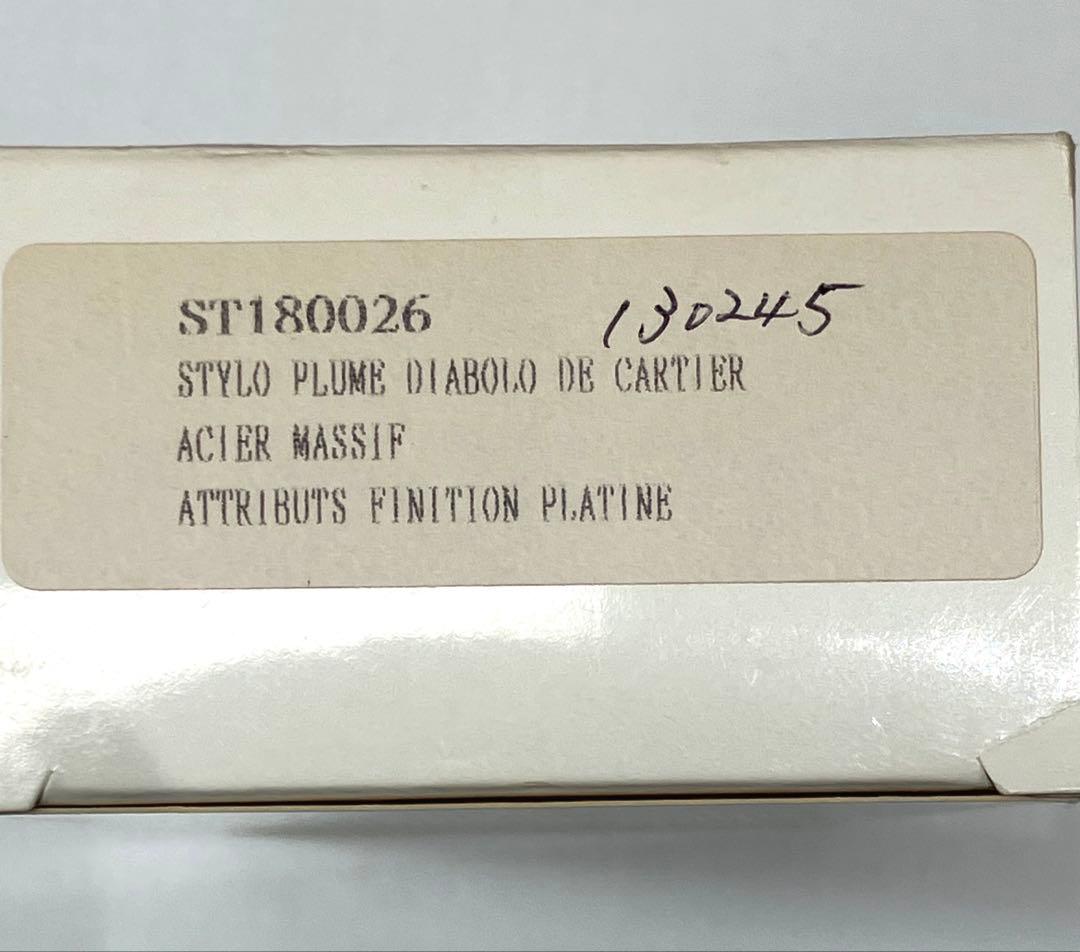 ST180026 130245
STYLO PLUME DIABOLO DE CARTIER
ACIER MASSIF
ATTRIBUTS FINITION PLATINE